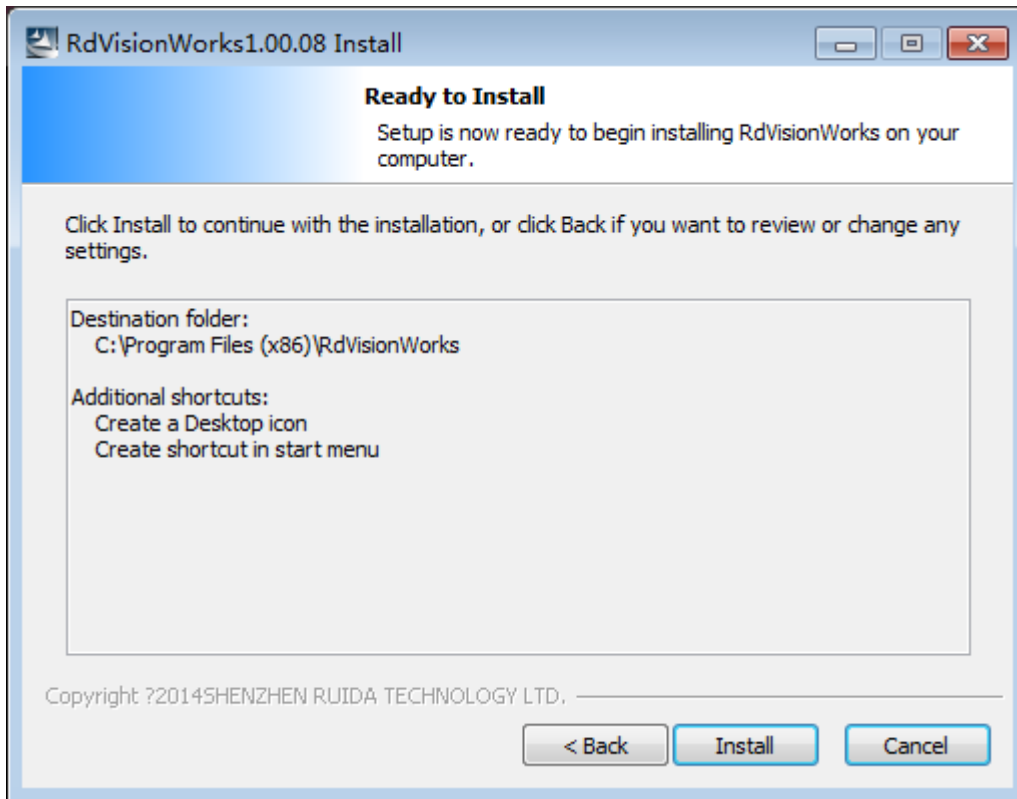 RdVisionWorks1.00.08 Install
Ready to Install
Setup is now ready to begin installing RdVisionWorks on your
computer.
Click Install to continue with the installation, or click Back if you want to review or change any
settings.
Destination folder:
C:\Program Files (x86)\RdVisionWorks
Additional shortcuts:
Create a Desktop icon
Create shortcut in start menu
Copyright ?2014SHENZHEN RUIDA TECHNOLOGY LTD.
< Back
Install
Cancel